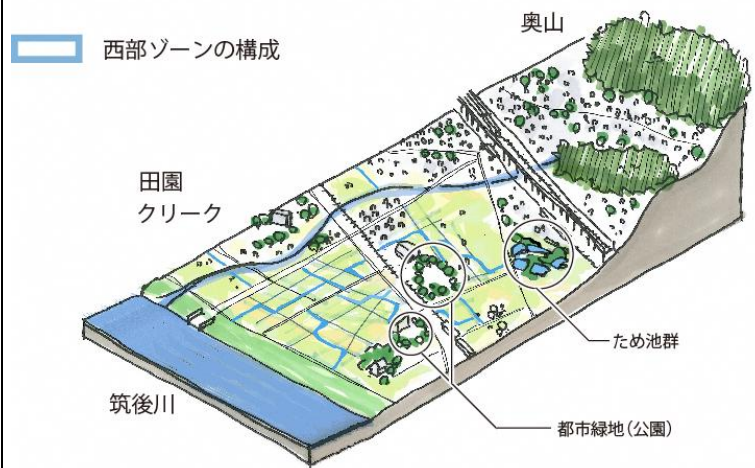 西部ゾーンの構成
奥山
田園
クリーク
ため池群
筑後川
都市緑地（公園）